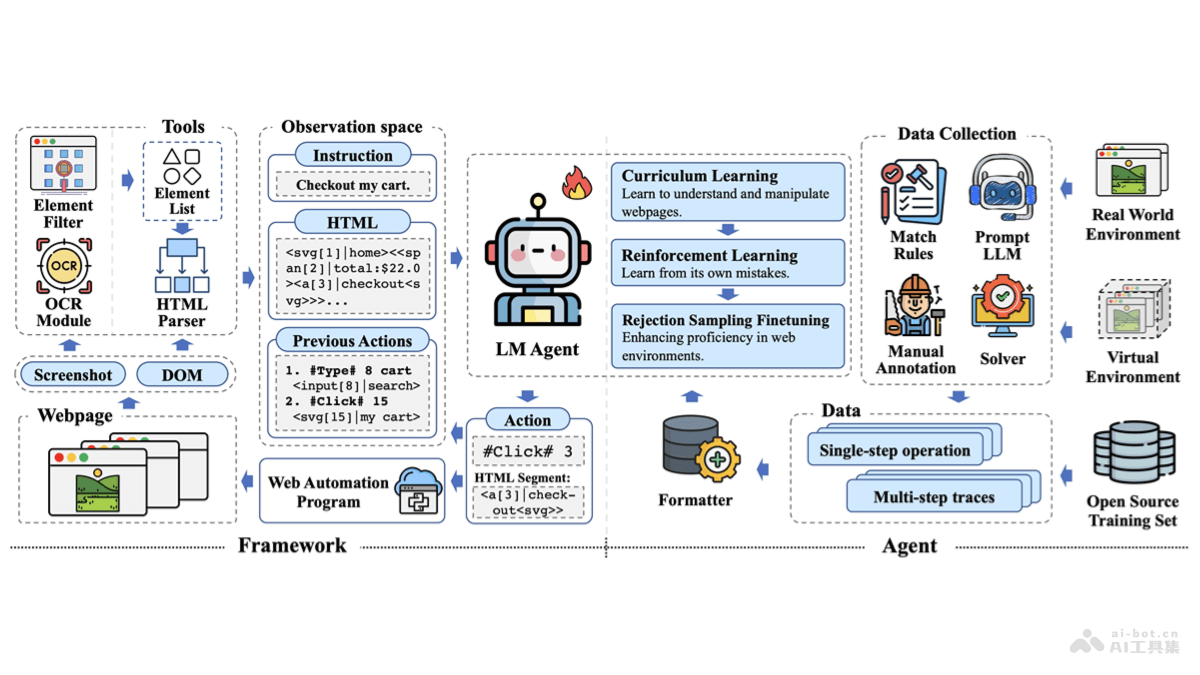 Tools
Element
Filter
Element
List
OCR
OCR
Module
HTML
Parser
Screenshot
DOM
Webpage
Observation space
Instruction
Checkout my cart.
HTML
<svg[1]|home><<sp
an[2]|total:$22.0
><a[3]|checkout<s
vg>>>...
Previous Actions
1. #Type# 8 cart
<input[8]|search>
2. #Click# 15
<svg[15]|my cart>
Web Automation
Program
LM Agent
Action
#Click# 3
HTML Segment:
<a[3]|check-
out<svg>>
Curriculum Learning
Learn to understand and manipulate
webpages.
Reinforcement Learning
Learn from its own mistakes.
Rejection Sampling Finetuning
Enhancing proficiency in web
environments.
Formatter
Data Collection
Match
Rules
Prompt
LLM
Manual
Annotation
Solver
Data
Single-step operation
Multi-step traces
Real World
Environment
Virtual
Environment
Open Source
Training Set
Framework
Agent
ai-bot.cn
AI工具集